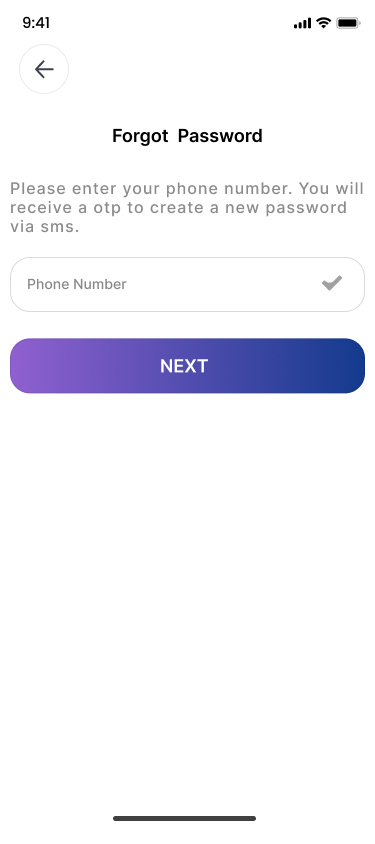 9:41
Forgot Password
Please enter your phone number. You will
receive a otp to create a new password
via sms.
Phone Number
NEXT